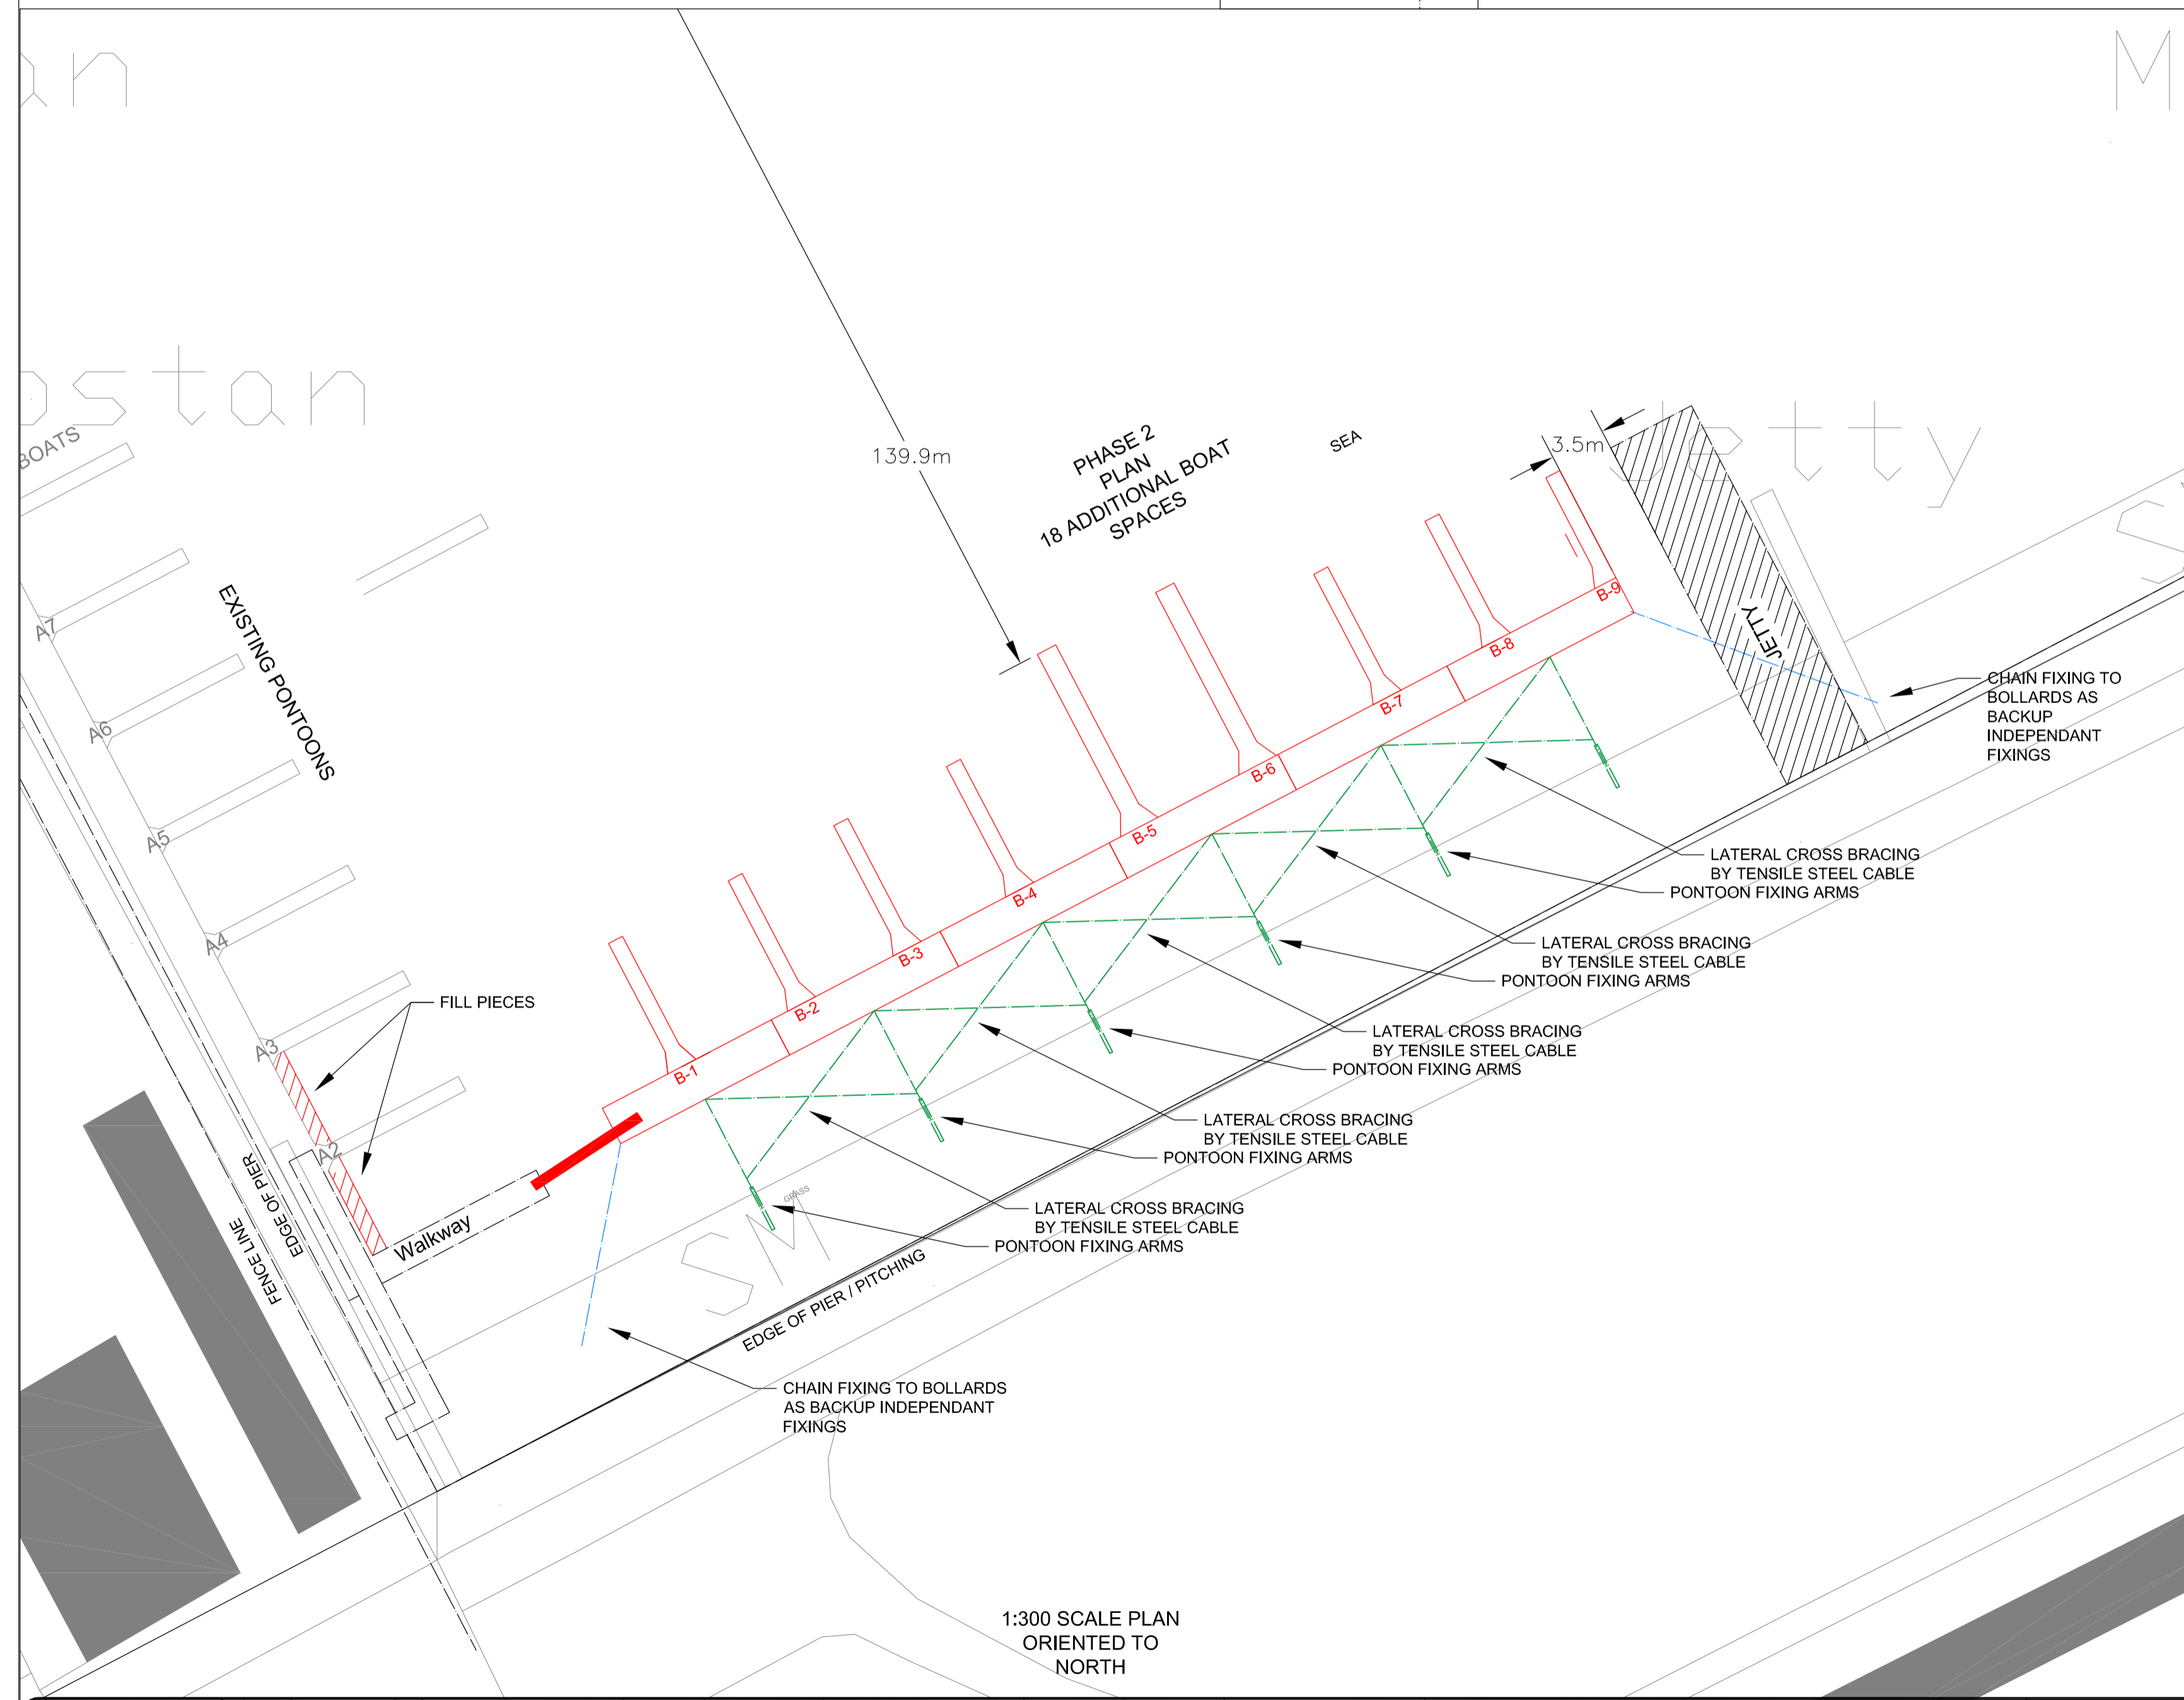 an
M
ostan
BOATS
139.9m
PHASE 2
PLAN
18 ADDITIONAL BOAT
SPACES
SEA
3.5m
Jetty
A7
A6
A5
A4
A3
A2
EXISTING PONTOONS
JETTY
CHAIN FIXING TO
BOLLARDS AS
BACKUP
INDEPENDANT
FIXINGS
B-9
B-8
B-7
B-6
B-5
B-4
B-3
B-2
B-1
LATERAL CROSS BRACING
BY TENSILE STEEL CABLE
PONTOON FIXING ARMS
LATERAL CROSS BRACING
BY TENSILE STEEL CABLE
PONTOON FIXING ARMS
LATERAL CROSS BRACING
BY TENSILE STEEL CABLE
PONTOON FIXING ARMS
LATERAL CROSS BRACING
BY TENSILE STEEL CABLE
PONTOON FIXING ARMS
LATERAL CROSS BRACING
BY TENSILE STEEL CABLE
PONTOON FIXING ARMS
FILL PIECES
EDGE OF PIER
FENCE LINE
Walkway
GRASS
SM
EDGE OF PIER / PITCHING
CHAIN FIXING TO BOLLARDS
AS BACKUP INDEPENDANT
FIXINGS
1:300 SCALE PLAN
ORIENTED TO
NORTH